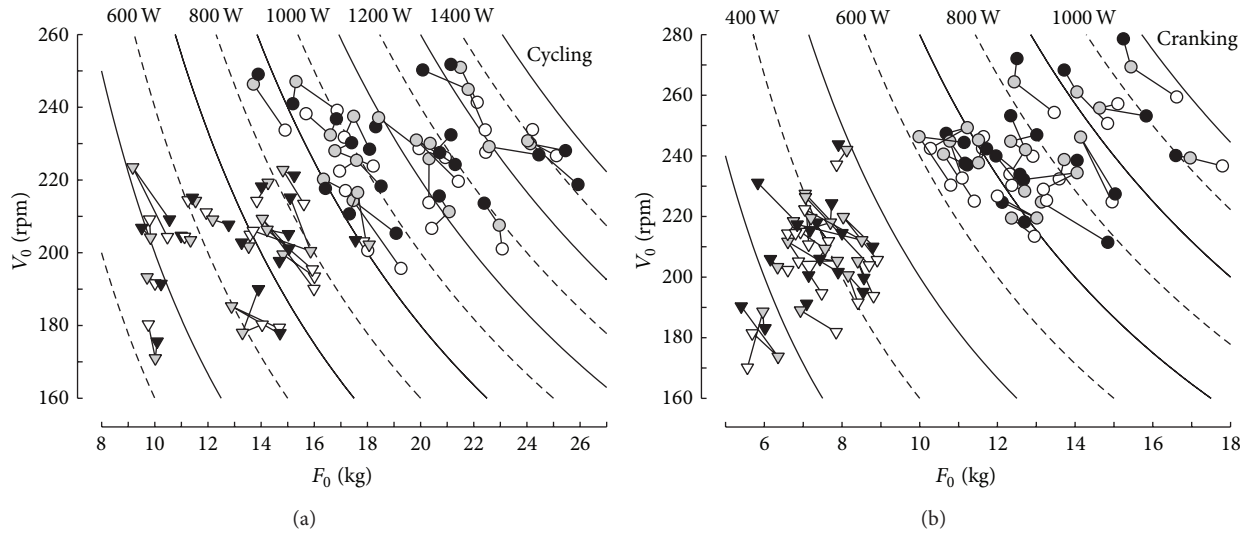 600 W 800 W 1000 W 1200 W 1400 W
Cycling
260
240
220
200
180
160
V₀ (rpm)
8 10 12 14 16 18 20 22 24 26
F₀ (kg)
(a)
400 W 600 W 800 W 1000 W
Cranking
280
260
240
220
200
180
160
V₀ (rpm)
6 8 10 12 14 16 18
F₀ (kg)
(b)